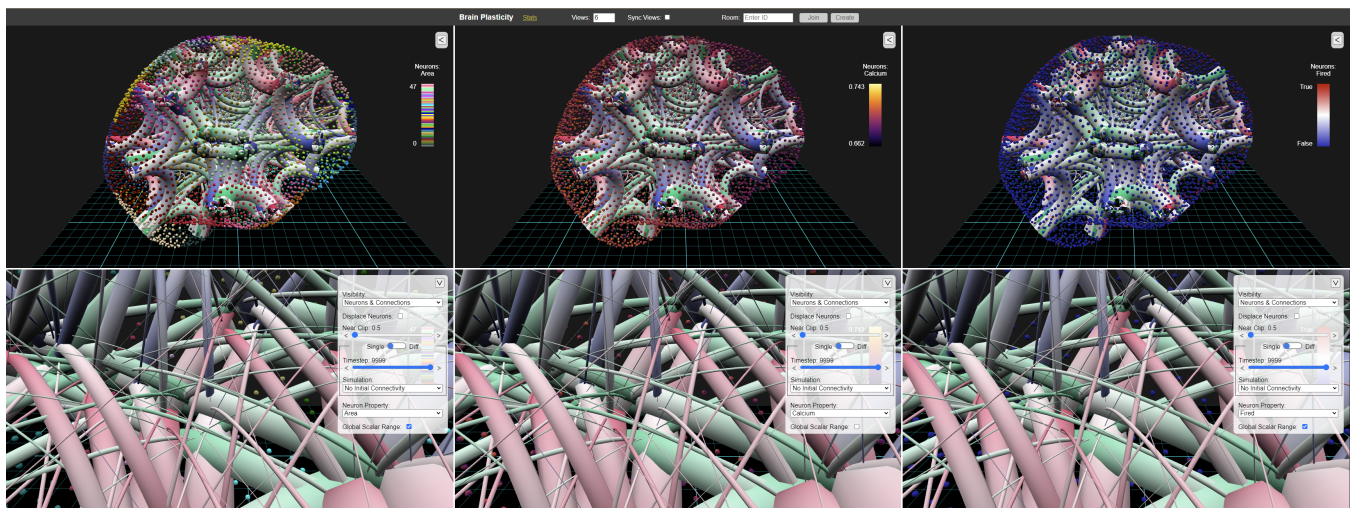 Brain Plasticity Stats Views: 6 Sync Views: Room: Enter ID Join Create
<
Neurons:
Area
47
0
<
Neurons:
Calcium
0.743
0.662
<
Neurons:
Fired
True
False
V
Visibility:
Neurons & Connections
Displace Neurons:
Near Clip: 0.5
< >
Single Diff
Timestep: 9999
< >
Simulation:
No Initial Connectivity
Neuron Property:
Area
Global Scalar Range:
V
Visibility:
Neurons & Connections
Displace Neurons:
Near Clip: 0.5
< >
Single Diff
Timestep: 9999
< >
Simulation:
No Initial Connectivity
Neuron Property:
Calcium
Global Scalar Range:
V
Visibility:
Neurons & Connections
Displace Neurons:
Near Clip: 0.5
< >
Single Diff
Timestep: 9999
< >
Simulation:
No Initial Connectivity
Neuron Property:
Fired
Global Scalar Range: